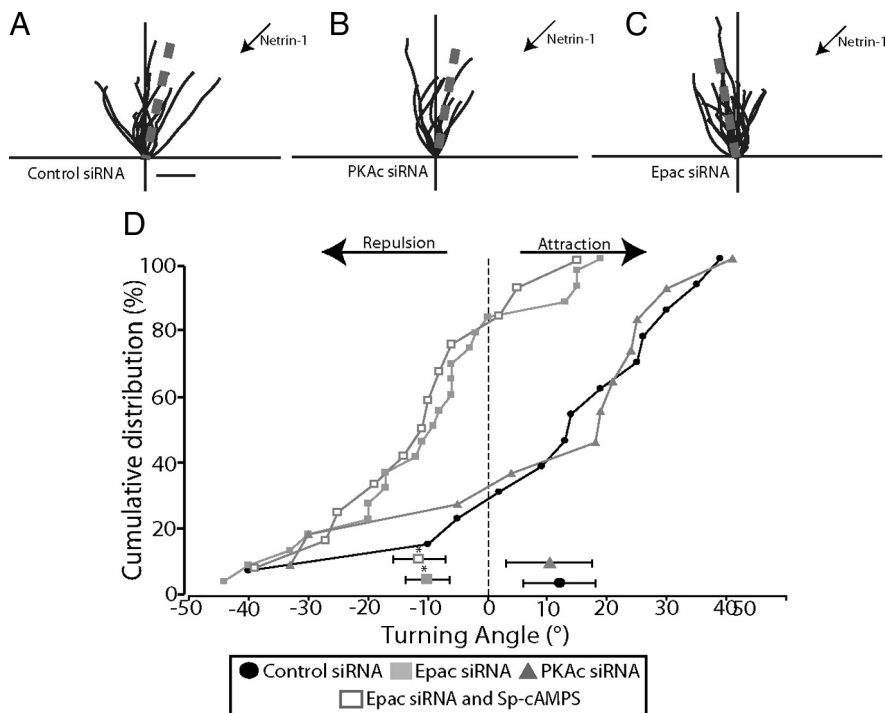 A
B
C
Netrin-1
Netrin-1
Netrin-1
Control siRNA
PKAc siRNA
Epac siRNA
D
Repulsion
Attraction
Cumulative distribution (%)
100
80
60
40
20
0
*
*
-50 -40 -30 -20 -10 0 10 20 30 40 50
Turning Angle (°)
Control siRNA Epac siRNA PKAc siRNA
Epac siRNA and Sp-cAMPS